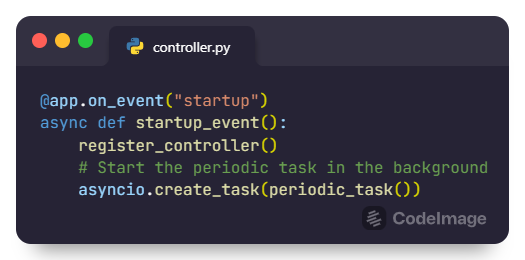 controller.py
@app.on_event("startup")
async def startup_event():
    register_controller()
    # Start the periodic task in the background
    asyncio.create_task(periodic_task())
CodeImage